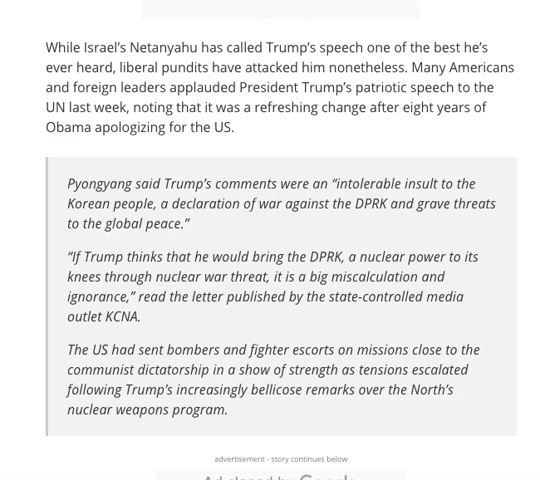 While Israel’s Netanyahu has called Trump’s speech one of the best he’s
ever heard, liberal pundits have attacked him nonetheless. Many Americans
and foreign leaders applauded President Trump’s patriotic speech to the
UN last week, noting that it was a refreshing change after eight years of
Obama apologizing for the US.
Pyongyang said Trump’s comments were an “intolerable insult to the
Korean people, a declaration of war against the DPRK and grave threats
to the global peace.”
“If Trump thinks that he would bring the DPRK, a nuclear power to its
knees through nuclear war threat, it is a big miscalculation and
ignorance,” read the letter published by the state-controlled media
outlet KCNA.
The US had sent bombers and fighter escorts on missions close to the
communist dictatorship in a show of strength as tensions escalated
following Trump’s increasingly bellicose remarks over the North’s
nuclear weapons program.
advertisement - story continues below
Ad closed by Google